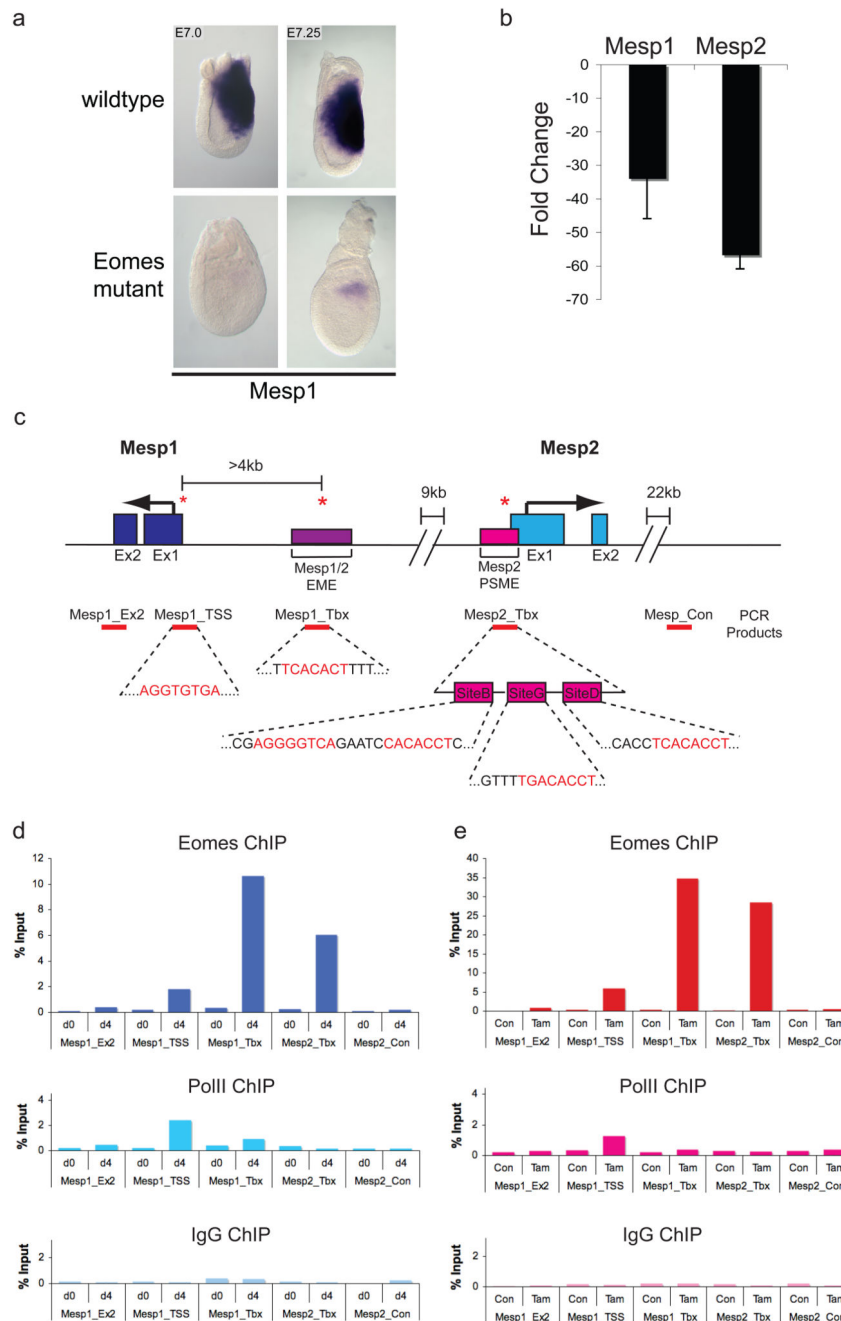 a
E7.0
E7.25
wildtype
Eomes
mutant
Mesp1
b
Mesp1 Mesp2
Fold Change
0
-10
-20
-30
-40
-50
-60
-70
c
Mesp1
Mesp2
>4kb
9kb
22kb
* * *
Ex2 Ex1
Mesp1/2
EME
Mesp2
PSME
Ex1
Ex2
Mesp1_Ex2 Mesp1_TSS Mesp1_Tbx Mesp2_Tbx Mesp_Con PCR
Products
....AGGTGTGA....
....TTCACACTTTT....
SiteB SiteG SiteD
...CGAGGGGTCAGAATCCACACCTC...
...CACCTCACACCT...
...GTTTTGACACCT...
d
Eomes ChIP
% Input
12
10
8
6
4
2
0
d0 d4 d0 d4 d0 d4 d0 d4 d0 d4
Mesp1_Ex2 Mesp1_TSS Mesp1_Tbx Mesp2_Tbx Mesp2_Con
PolII ChIP
% Input
4
2
0
d0 d4 d0 d4 d0 d4 d0 d4 d0 d4
Mesp1_Ex2 Mesp1_TSS Mesp1_Tbx Mesp2_Tbx Mesp2_Con
IgG ChIP
% Input
2
0
d0 d4 d0 d4 d0 d4 d0 d4 d0 d4
Mesp1_Ex2 Mesp1_TSS Mesp1_Tbx Mesp2_Tbx Mesp2_Con
e
Eomes ChIP
% Input
40
35
30
25
20
15
10
5
0
Con Tam Con Tam Con Tam Con Tam Con Tam
Mesp1_Ex2 Mesp1_TSS Mesp1_Tbx Mesp2_Tbx Mesp2_Con
PolII ChIP
% Input
4
2
0
Con Tam Con Tam Con Tam Con Tam Con Tam
Mesp1_Ex2 Mesp1_TSS Mesp1_Tbx Mesp2_Tbx Mesp2_Con
IgG ChIP
% Input
2
0
Con Tam Con Tam Con Tam Con Tam Con Tam
Mesp1_Ex2 Mesp1_TSS Mesp1_Tbx Mesp2_Tbx Mesp2_Con